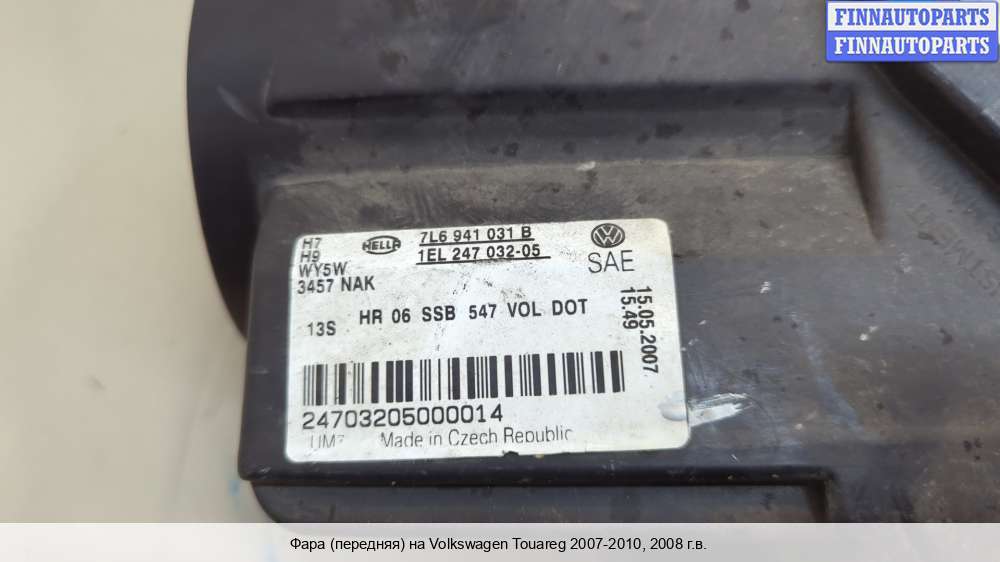 FINNAUTOPARTS
FINNAUTOPARTS
H7
H9
WY5W
3457 NAK
HELLA
7L6 941 031 B
1EL 247 032-05
SAE
15.05.2007
15:49
13S HR 06 SSB 547 VOL DOT
24703205000014
Made in Czech Republic
Фара (передняя) на Volkswagen Touareg 2007-2010, 2008 г.в.